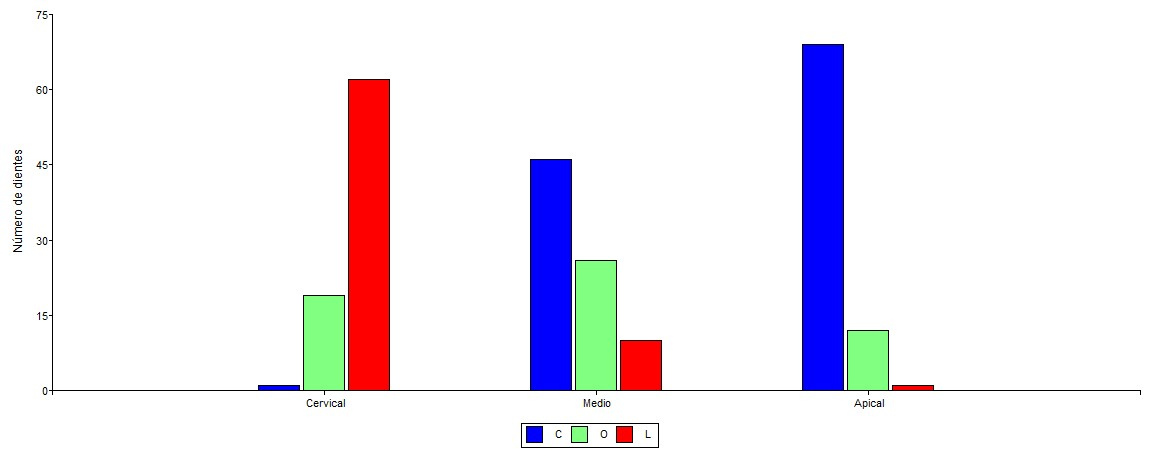 75
60
45
30
15
0
Número de dientes
Cervical Medio Apical
C O L